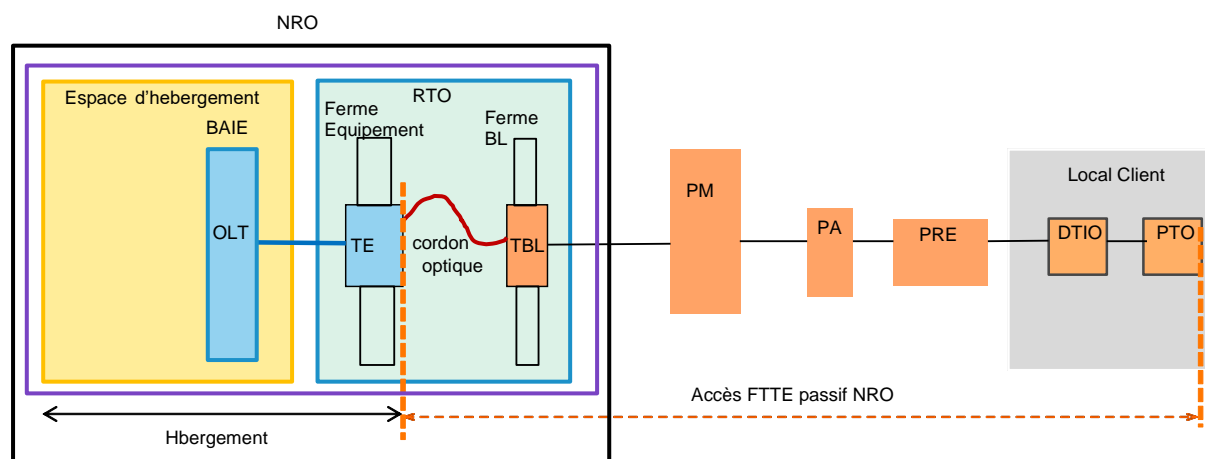 NRO
Espace d'hebergement
RTO
BAIE
Ferme
Equipement
Ferme
BL
OLT
TE
cordon
optique
TBL
PM
PA
PRE
Local Client
DTIO
PTO
Accès FTTE passif NRO
Hbergement